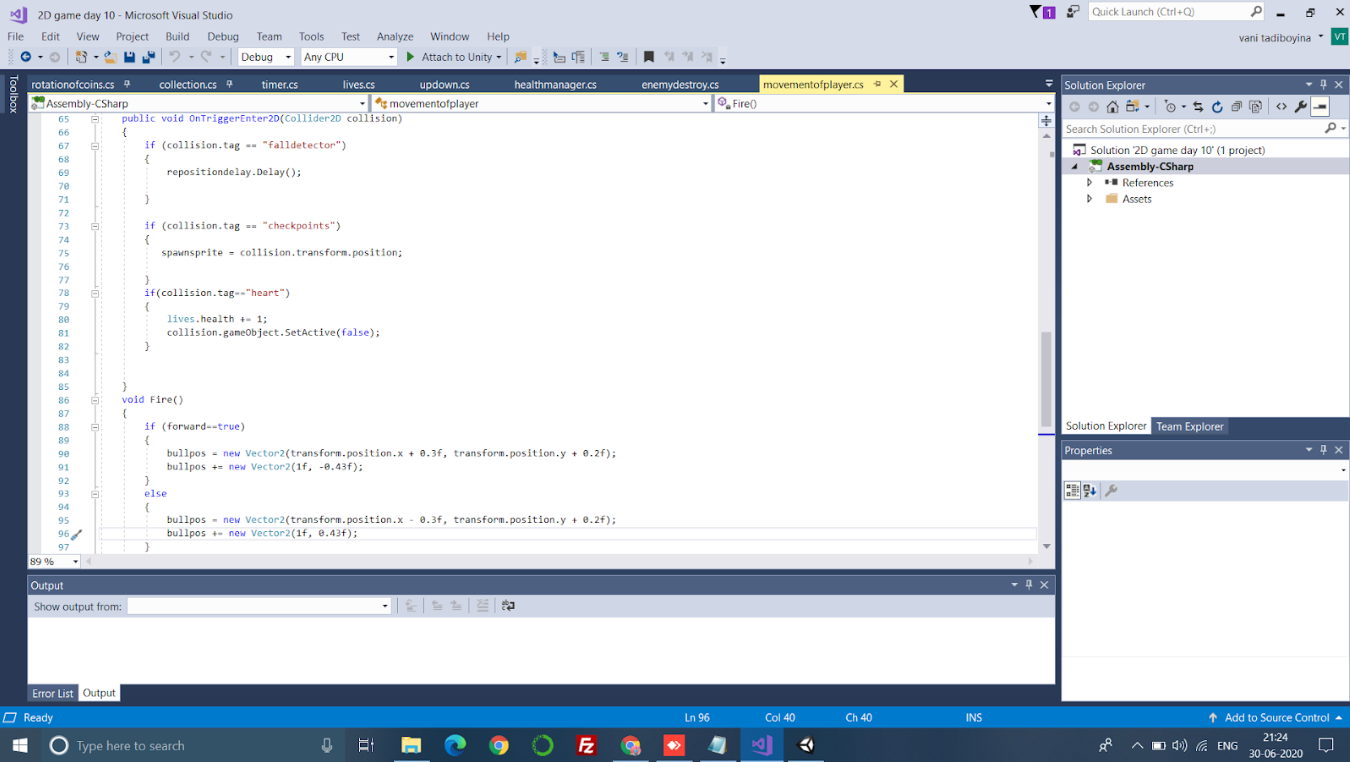 2D game day 10 - Microsoft Visual Studio
1
Quick Launch (Ctrl+Q)
File Edit View Project Build Debug Team Tools Test Analyze Window Help
vani tadiboyina
VT
Debug
Any CPU
Attach to Unity
Toolbox
rotationofcoins.cs
collection.cs
timer.cs
lives.cs
updown.cs
healthmanager.cs
enemydestroy.cs
movementofplayer.cs
Assembly-CSharp
movementofplayer
Fire()
65 public void OnTriggerEnter2D(Collider2D collision)
66 {
67 if (collision.tag == "falldetector")
68 {
69 repositiondelay.Delay();
70
71 }
72
73 if (collision.tag == "checkpoints")
74 {
75 spawnsprite = collision.transform.position;
76
77 }
78 if(collision.tag=="heart")
79 {
80 lives.health += 1;
81 collision.gameObject.SetActive(false);
82 }
83
84
85 }
86 void Fire()
87 {
88 if (forward==true)
89 {
90 bullpos = new Vector2(transform.position.x + 0.3f, transform.position.y + 0.2f);
91 bullpos += new Vector2(1f, -0.43f);
92 }
93 else
94 {
95 bullpos = new Vector2(transform.position.x - 0.3f, transform.position.y + 0.2f);
96 bullpos += new Vector2(1f, 0.43f);
97 }
89 %
Solution Explorer
Search Solution Explorer (Ctrl+;)
Solution '2D game day 10' (1 project)
Assembly-CSharp
References
Assets
Solution Explorer
Team Explorer
Properties
Output
Show output from:
Error List
Output
Ready
Ln 96
Col 40
Ch 40
INS
Add to Source Control
Type here to search
ENG
21:24
30-06-2020